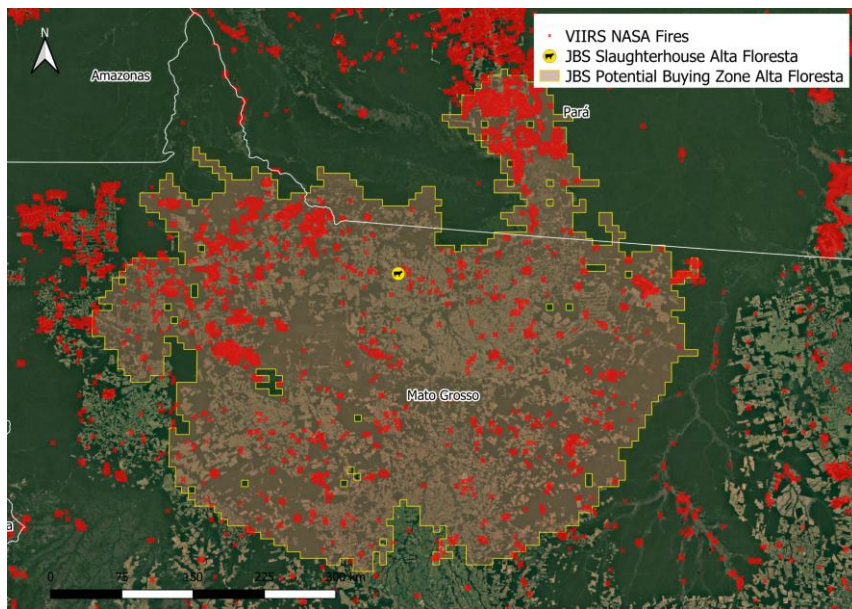 N
VIIRS NASA Fires
JBS Slaughterhouse Alta Floresta
JBS Potential Buying Zone Alta Floresta
Amazonas
Pará
Mato Grosso
a
0 75 150 225 300 km